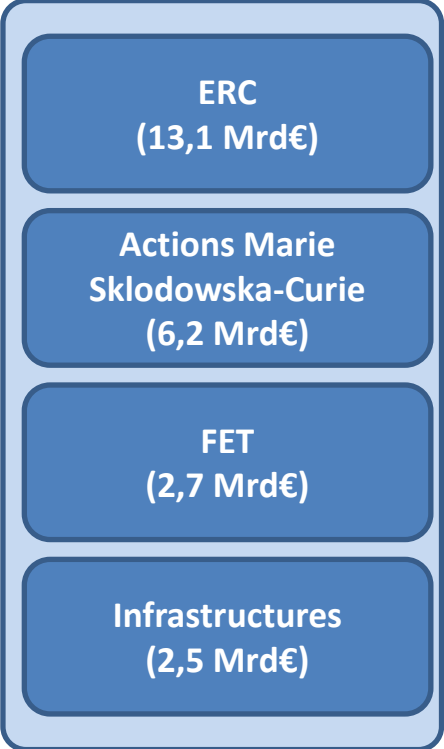 ERC
(13,1 Mrd€)
Actions Marie
Sklodowska-Curie
(6,2 Mrd€)
FET
(2,7 Mrd€)
Infrastructures
(2,5 Mrd€)